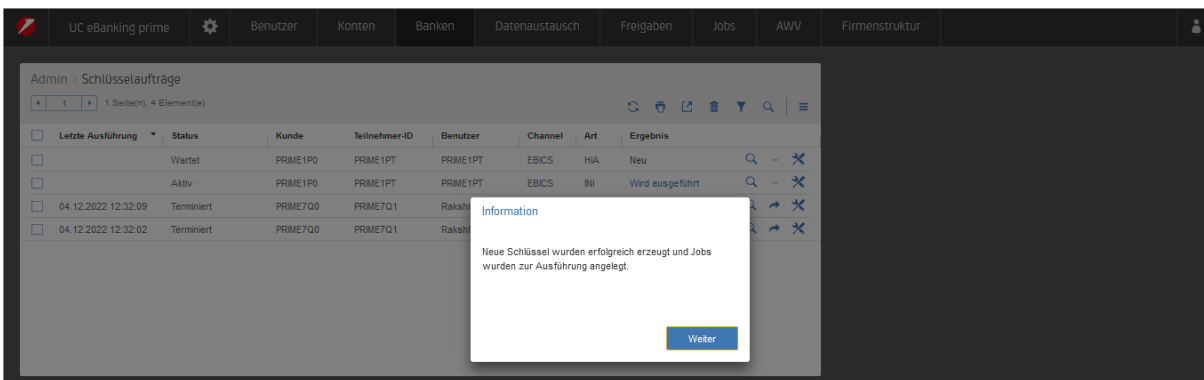 UC eBanking prime Benutzer Konten Banken Datenaustausch Freigaben Jobs AWV Firmenstruktur
Admin > Schlüsselaufträge
1 1 Seite(n), 4 Element(e)
Letzte Ausführung Status Kunde Teilnehmer-ID Benutzer Channel Art Ergebnis
Wartet PRIME1P0 PRIME1PT PRIME1PT EBICS HIA Neu
Aktiv PRIME1P0 PRIME1PT PRIME1PT EBICS INI Wird ausgeführt
04.12.2022 12:32:09 Terminiert PRIME7Q0 PRIME7Q1
04.12.2022 12:32:02 Terminiert PRIME7Q0 PRIME7Q1
Information
Neue Schlüssel wurden erfolgreich erzeugt und Jobs
wurden zur Ausführung angelegt.
Weiter